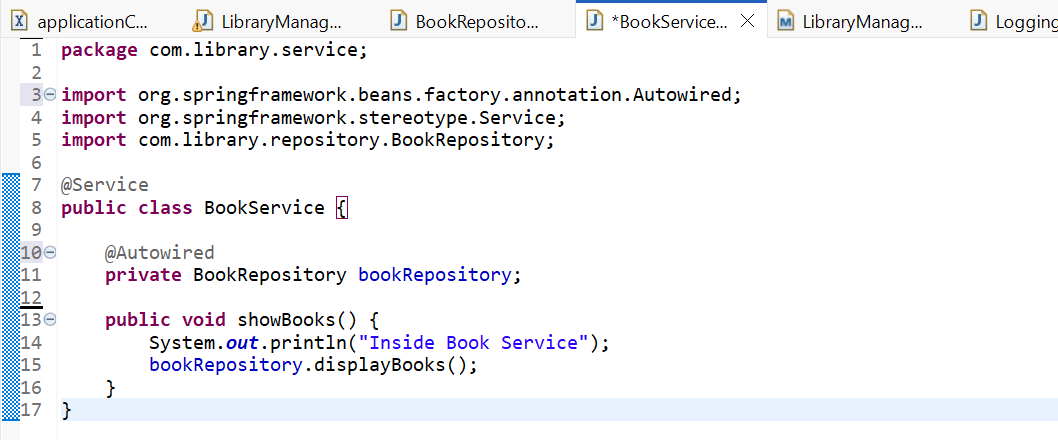 applicationC... LibraryManag... BookReposito... *BookService... LibraryManag... Logging
1 package com.library.service;
2
3 import org.springframework.beans.factory.annotation.Autowired;
4 import org.springframework.stereotype.Service;
5 import com.library.repository.BookRepository;
6
7 @Service
8 public class BookService {
9
10     @Autowired
11     private BookRepository bookRepository;
12
13     public void showBooks() {
14         System.out.println("Inside Book Service");
15         bookRepository.displayBooks();
16     }
17 }